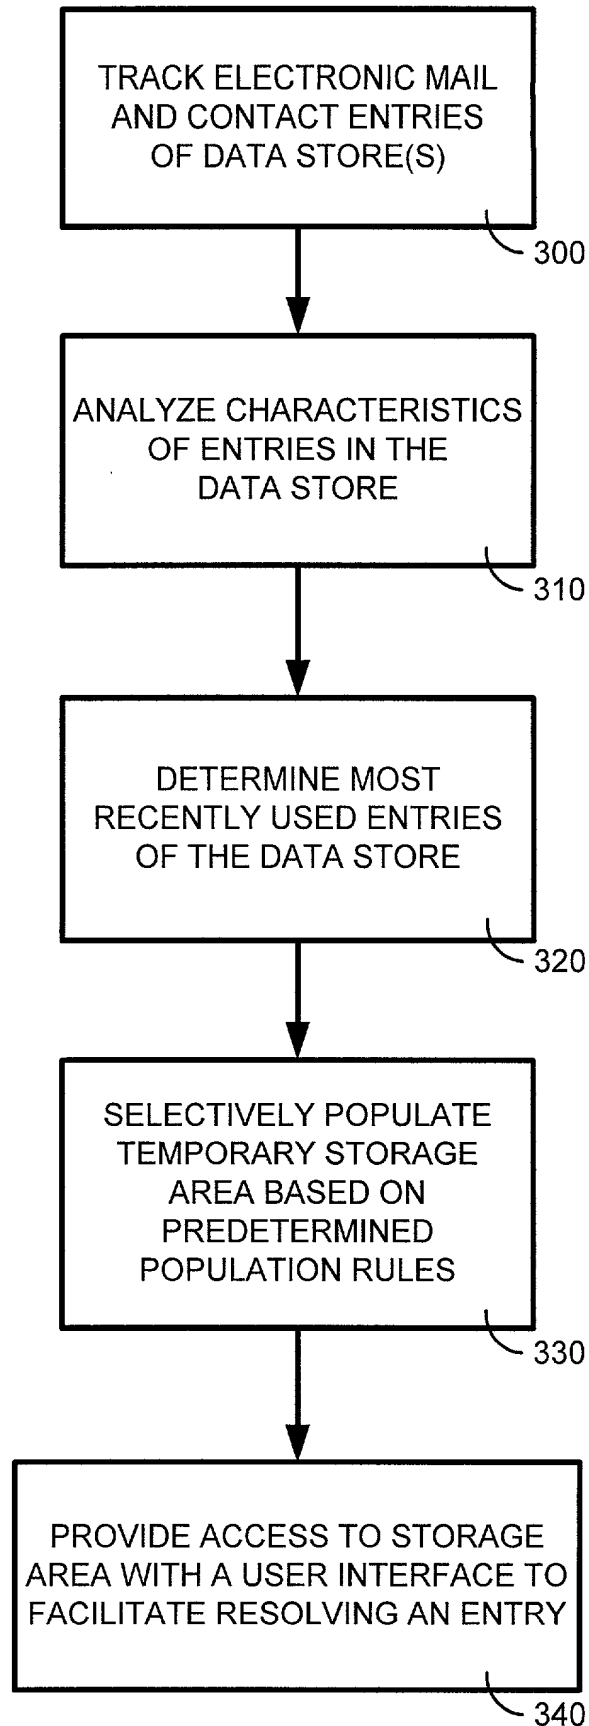 TRACK ELECTRONIC MAIL
AND CONTACT ENTRIES
OF DATA STORE(S)
300
ANALYZE CHARACTERISTICS
OF ENTRIES IN THE
DATA STORE
310
DETERMINE MOST
RECENTLY USED ENTRIES
OF THE DATA STORE
320
SELECTIVELY POPULATE
TEMPORARY STORAGE
AREA BASED ON
PREDETERMINED
POPULATION RULES
330
PROVIDE ACCESS TO STORAGE
AREA WITH A USER INTERFACE TO
FACILITATE RESOLVING AN ENTRY
340